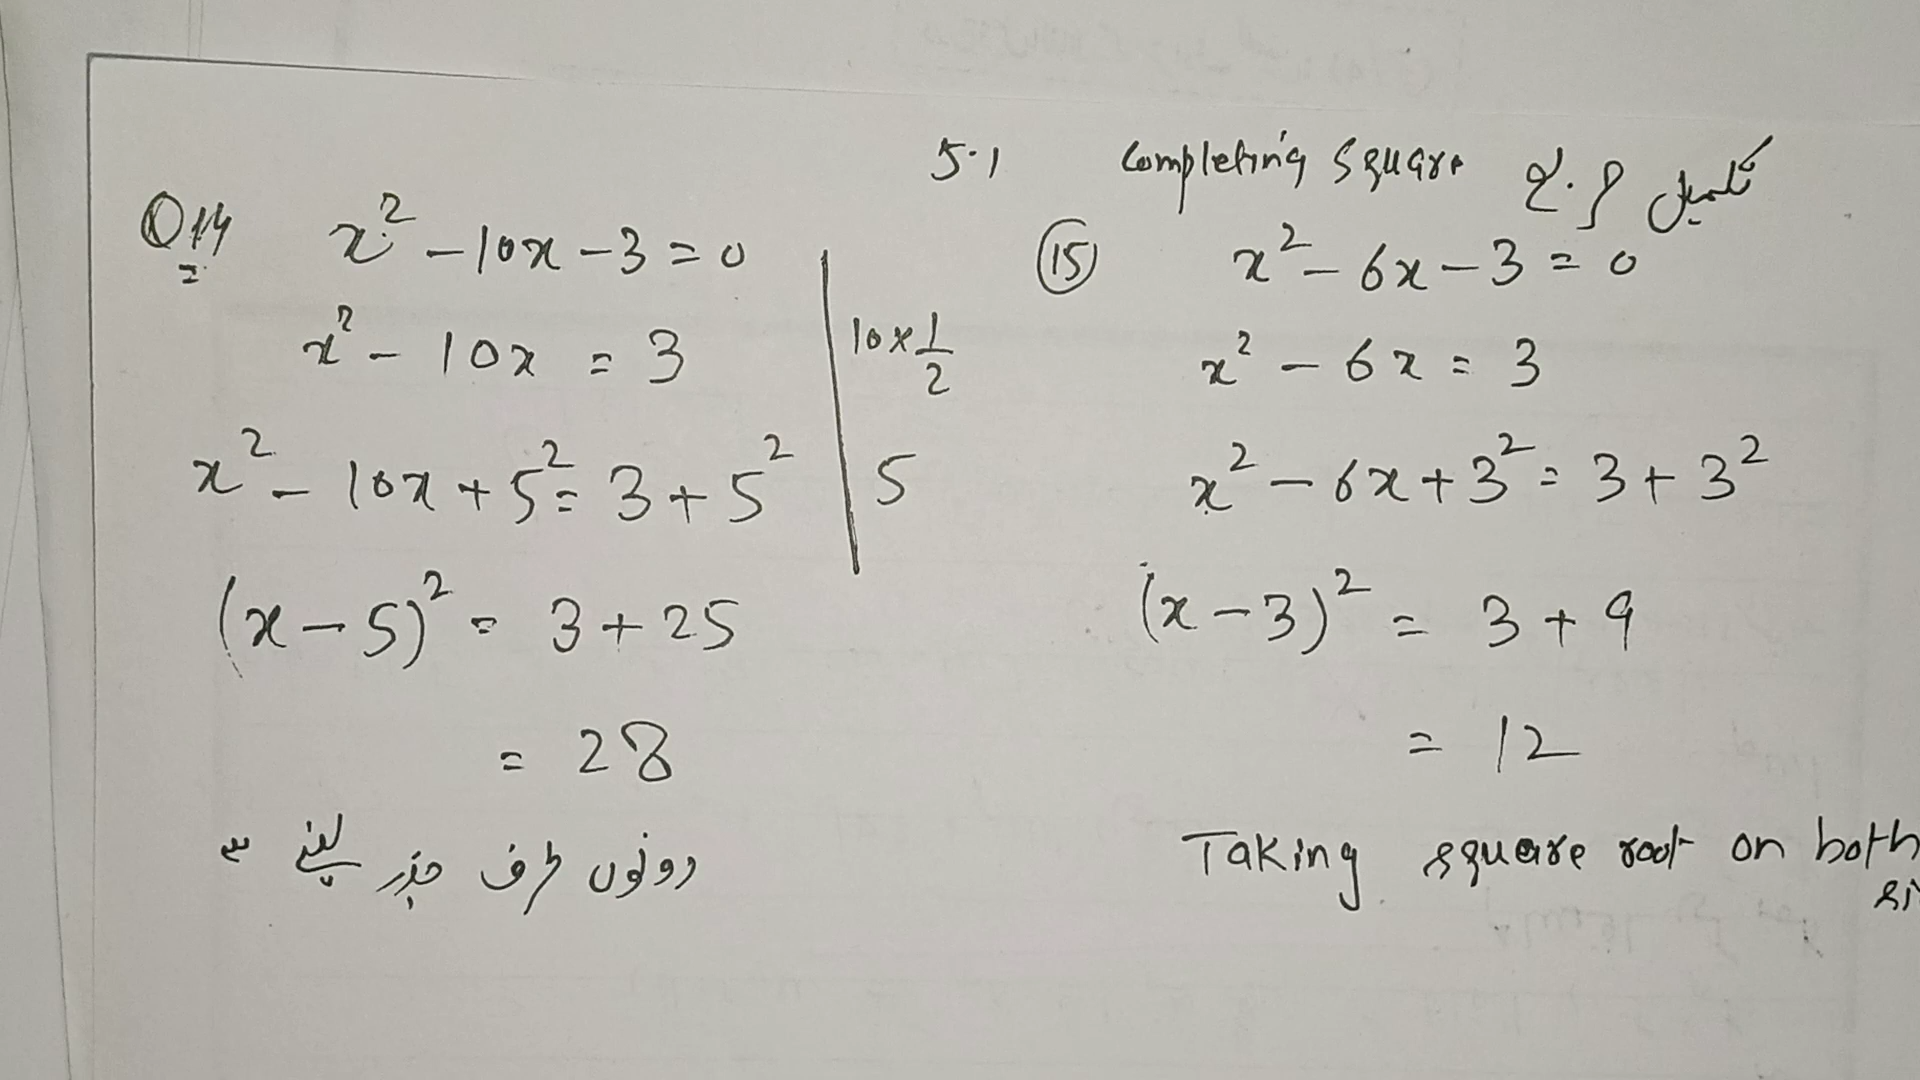 5.1 Completing Square تکمیل مربع
Q14 x² - 10x - 3 = 0
x² - 10x = 3
10 × 1/2
x² - 10x + 5² = 3 + 5²
5
(x - 5)² = 3 + 25
= 28
دونوں طرف جذر لینے سے
(15) x² - 6x - 3 = 0
x² - 6x = 3
x² - 6x + 3² = 3 + 3²
(x - 3)² = 3 + 9
= 12
Taking square root on both
si